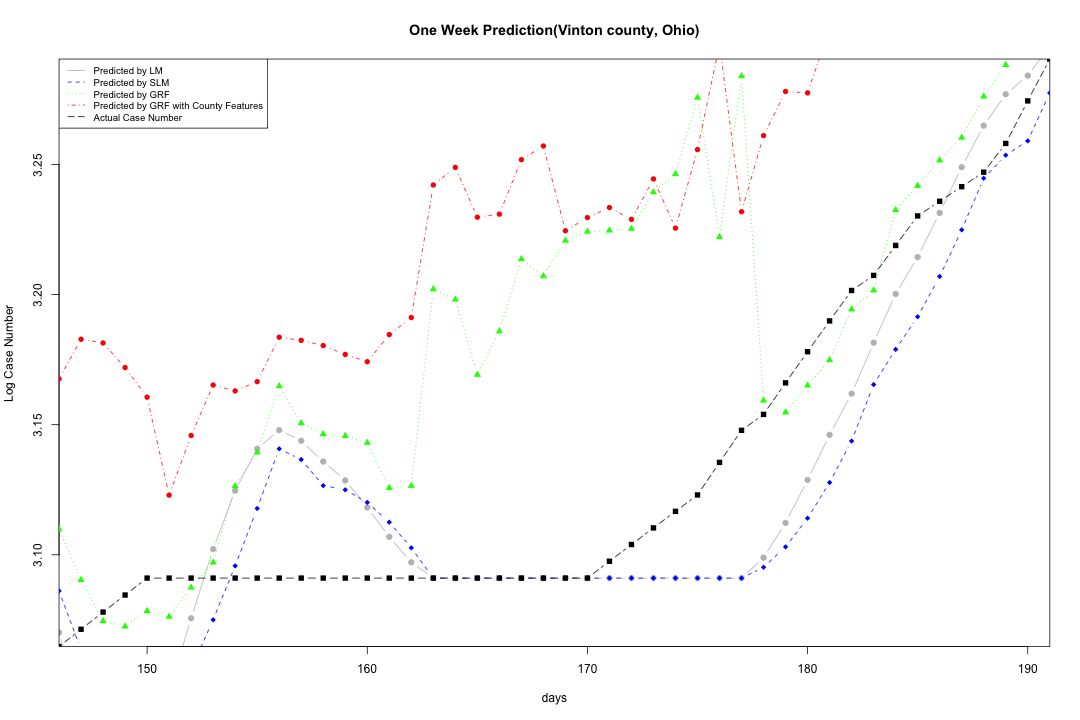 One Week Prediction(Vinton county, Ohio)
Predicted by LM
Predicted by SLM
Predicted by GRF
Predicted by GRF with County Features
Actual Case Number
3.25
3.20
3.15
3.10
Log Case Number
150 160 170 180 190
days